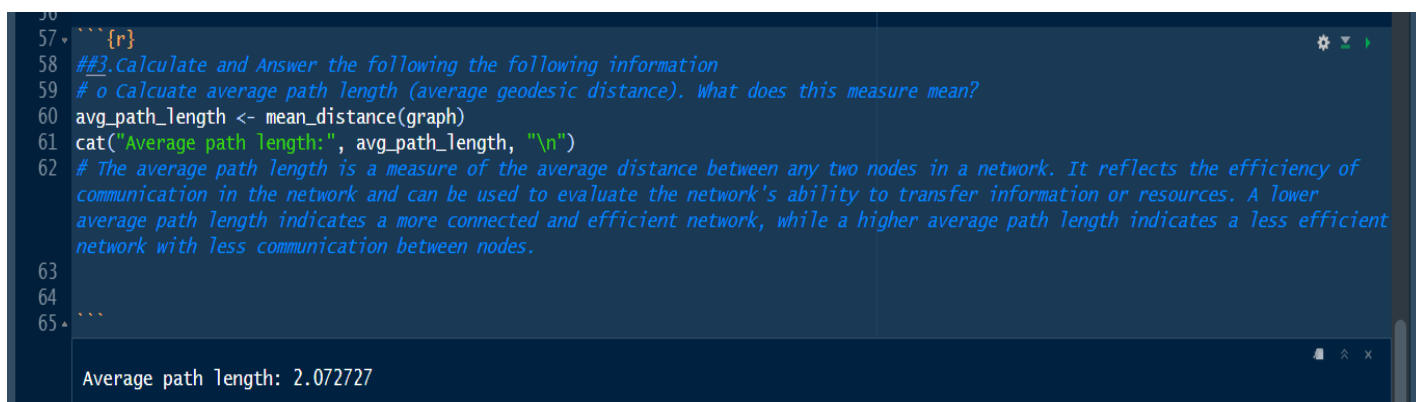 56
57 ```{r}
58 ##3.Calculate and Answer the following the following information
59 # o Calcuate average path length (average geodesic distance). What does this measure mean?
60 avg_path_length <- mean_distance(graph)
61 cat("Average path length:", avg_path_length, "\n")
62 # The average path length is a measure of the average distance between any two nodes in a network. It reflects the efficiency of
communication in the network and can be used to evaluate the network's ability to transfer information or resources. A lower
average path length indicates a more connected and efficient network, while a higher average path length indicates a less efficient
network with less communication between nodes.
63
64
65 ```
Average path length: 2.072727